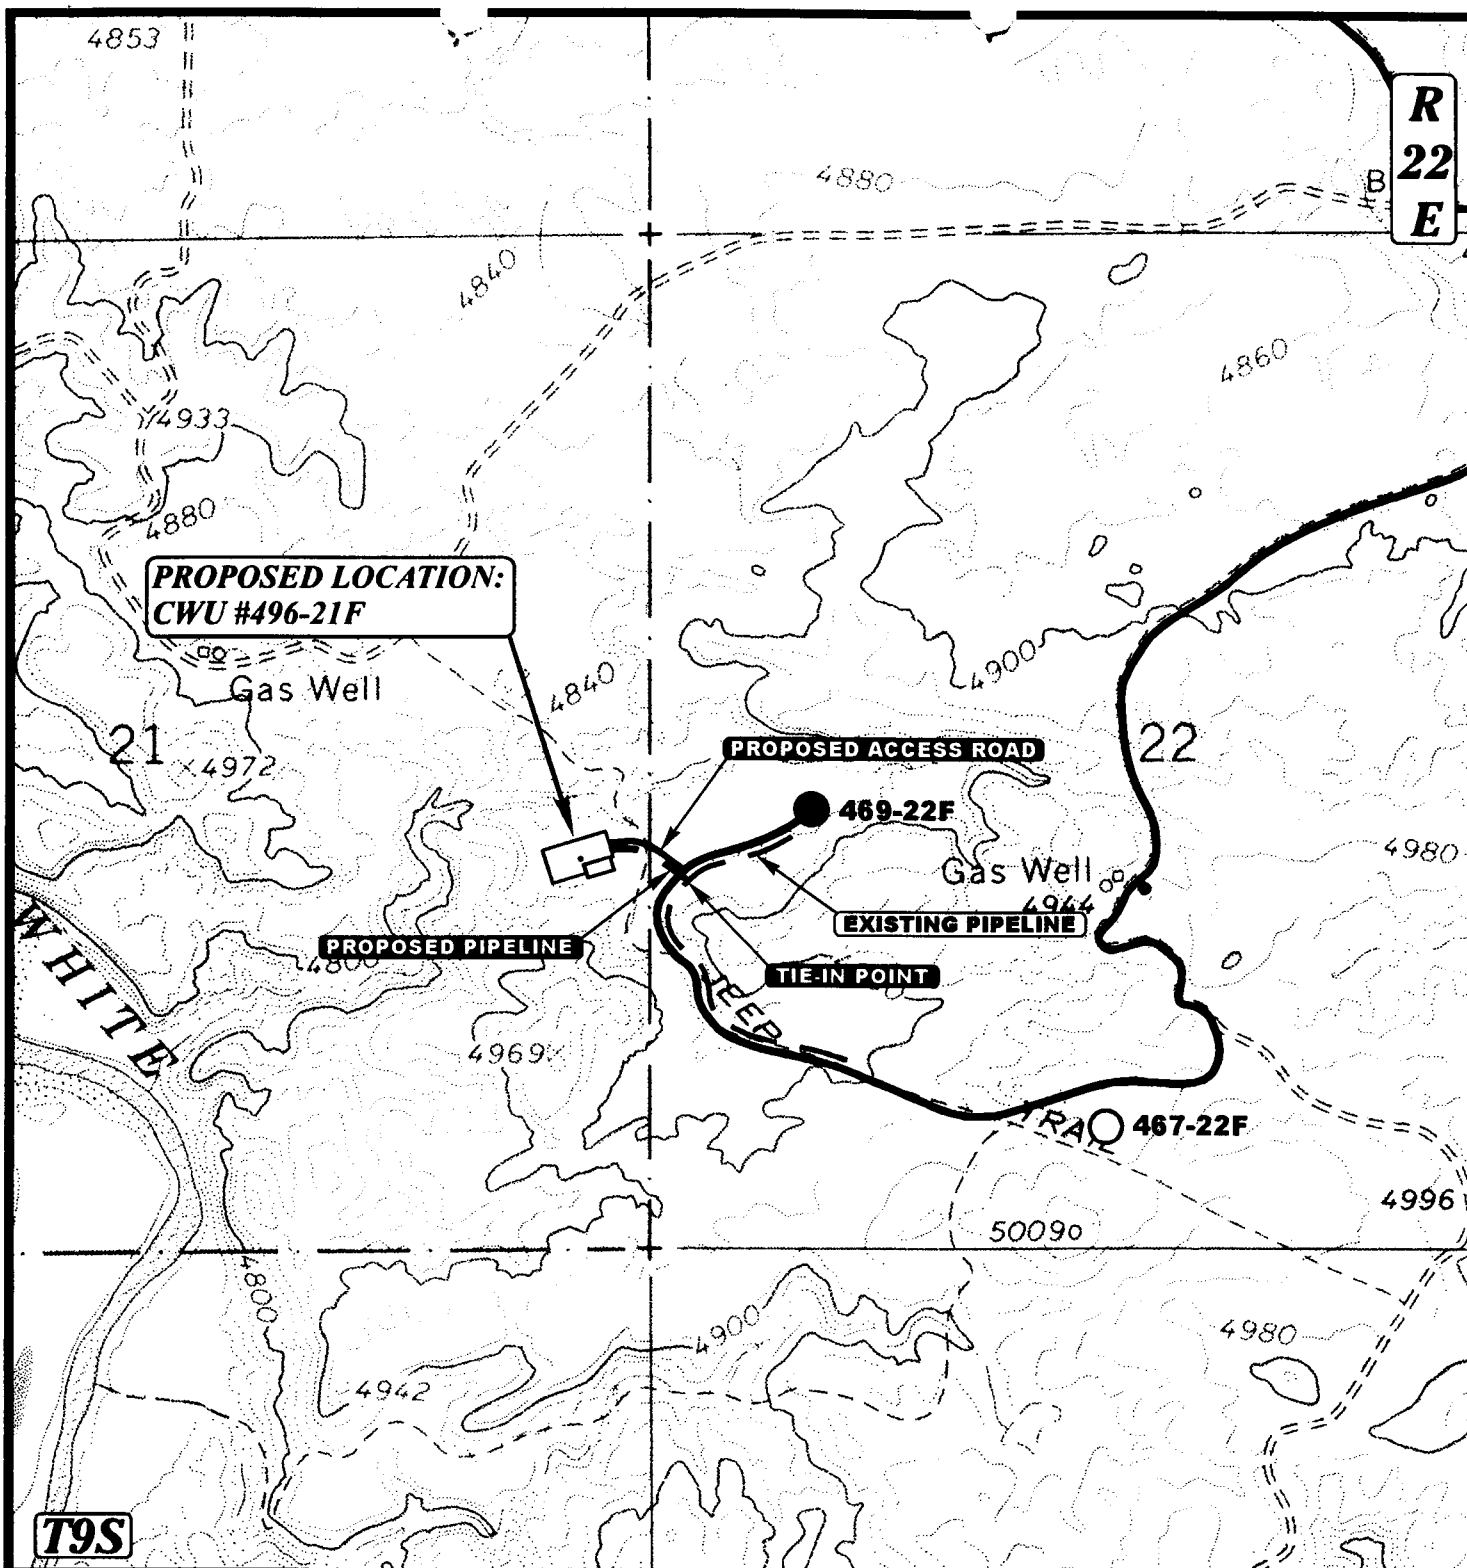 4853
R
22
E
4880
B
4840
4860
4933
4880
PROPOSED LOCATION:
CWU #496-21F
Gas Well
4840
4900
21
4972
PROPOSED ACCESS ROAD
22
469-22F
4980
Gas Well
4944
EXISTING PIPELINE
PROPOSED PIPELINE
4800
TIE-IN POINT
WHITE
JEEP
4969
TRAIL
467-22F
4996
5009
4800
4900
4980
4942
T9S